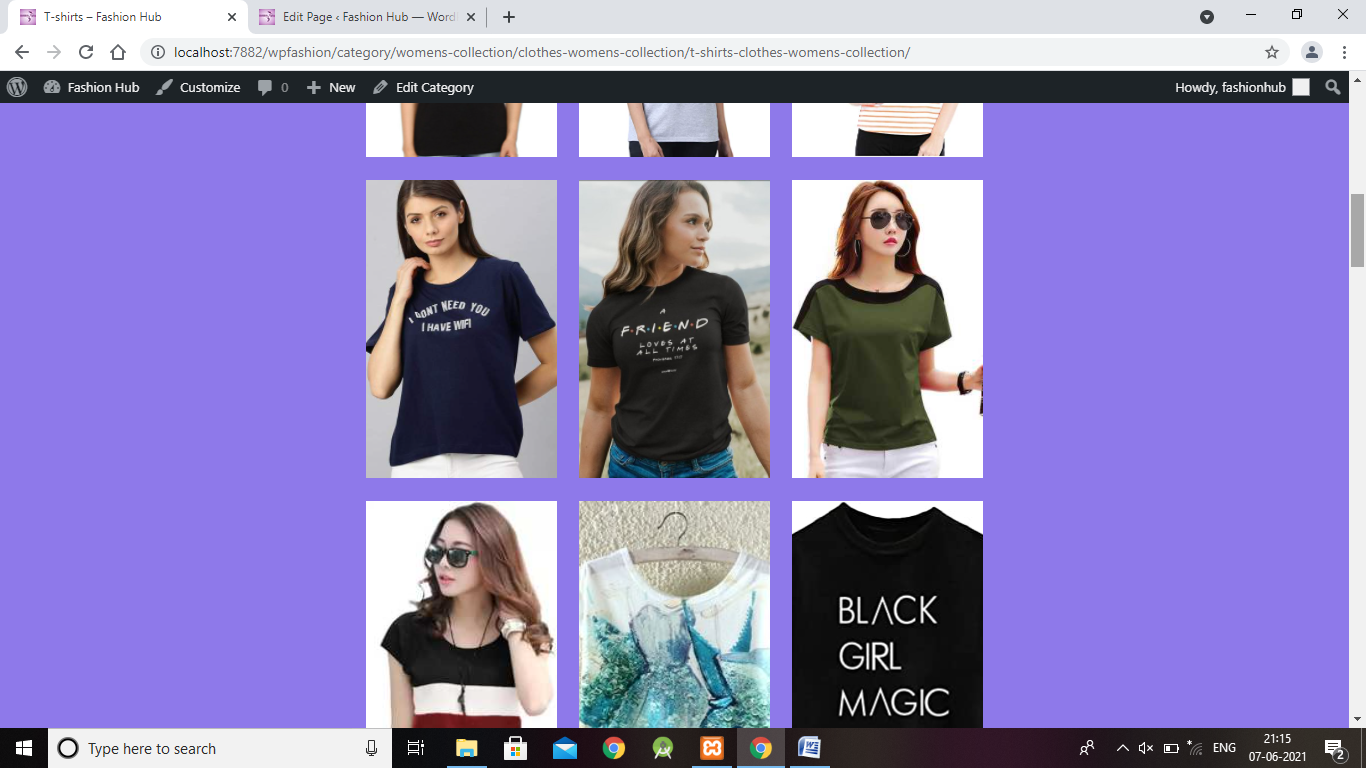 T-shirts – Fashion Hub
Edit Page ‹ Fashion Hub — Word
localhost:7882/wpfashion/category/womens-collection/clothes-womens-collection/t-shirts-clothes-womens-collection/
Fashion Hub
Customize
0
New
Edit Category
Howdy, fashionhub
I DONT NEED YOU
I HAVE WIFI
A
F·R·I·E·N·D
LOVES AT
ALL TIMES
BLACK
GIRL
MAGIC
Type here to search
ENG
21:15
07-06-2021
2